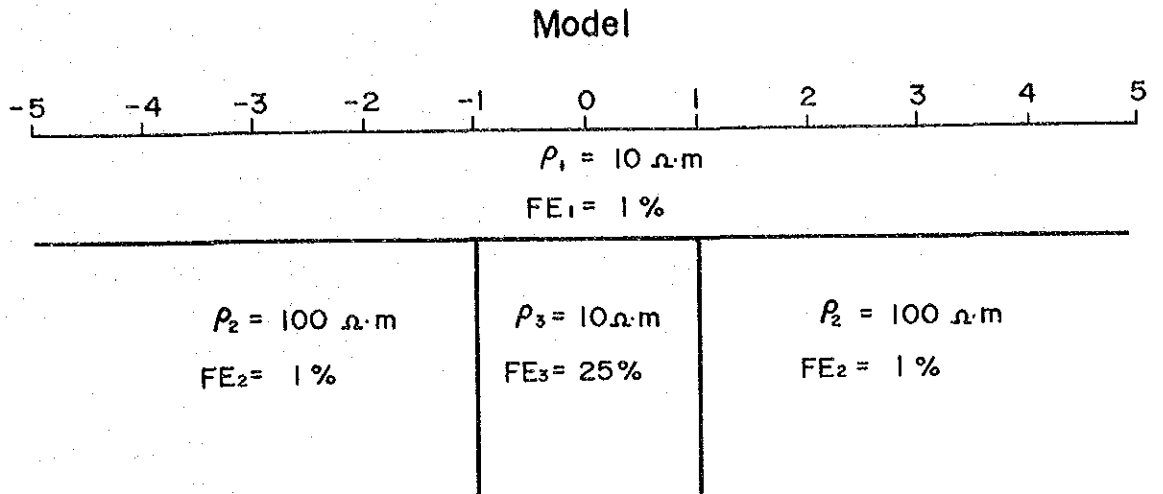 Model
-5 -4 -3 -2 -1 0 1 2 3 4 5
ρ₁ = 10 Ω·m
FE₁ = 1 %
ρ₂ = 100 Ω·m ρ₃ = 10 Ω·m ρ₂ = 100 Ω·m
FE₂ = 1 % FE₃ = 25 % FE₂ = 1 %